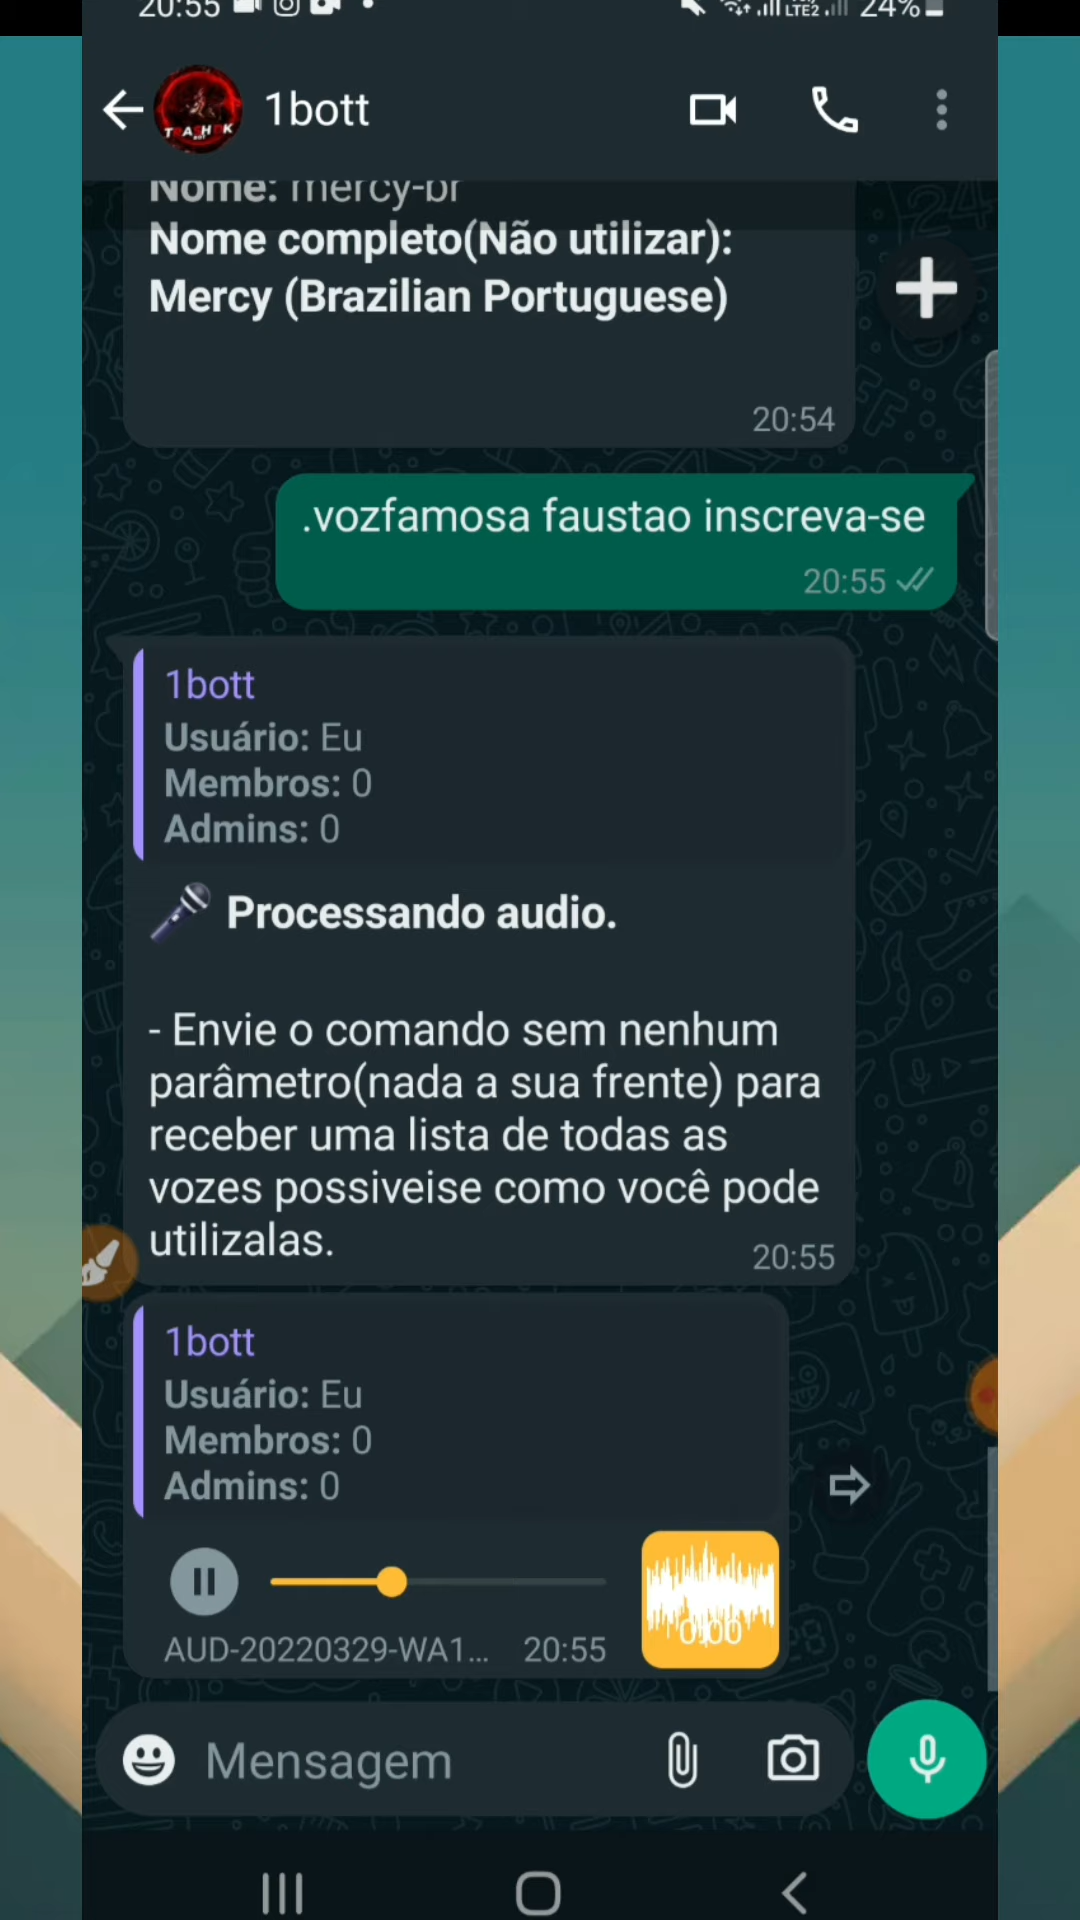 20:55
LTE2 24%
1bott
Nome: mercy-br
Nome completo(Não utilizar):
Mercy (Brazilian Portuguese)
20:54
.vozfamosa faustao inscreva-se
20:55
1bott
Usuário: Eu
Membros: 0
Admins: 0
Processando audio.
- Envie o comando sem nenhum
parâmetro(nada a sua frente) para
receber uma lista de todas as
vozes possiveise como você pode
utilizalas.
20:55
1bott
Usuário: Eu
Membros: 0
Admins: 0
0:00
AUD-20220329-WA1... 20:55
Mensagem